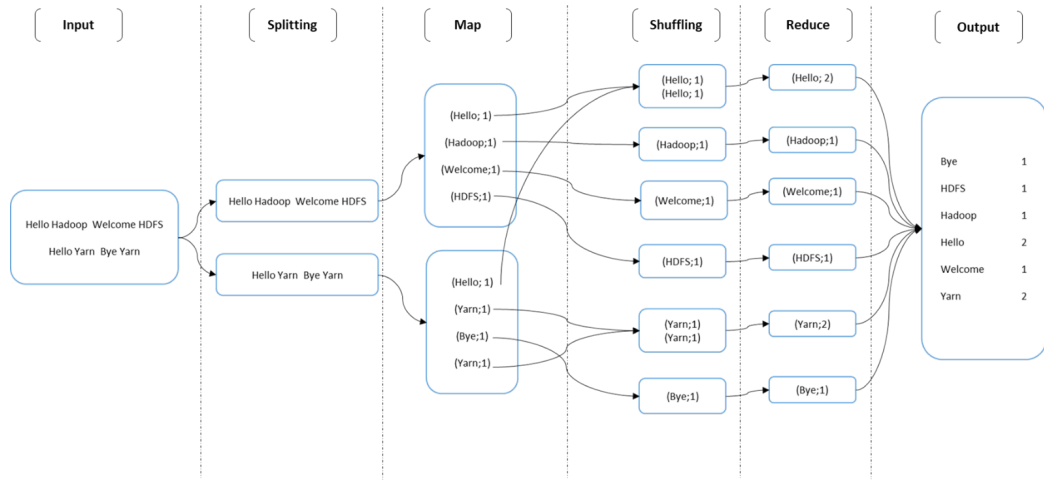 Input
Splitting
Map
Shuffling
Reduce
Output
Hello Hadoop Welcome HDFS
Hello Yarn Bye Yarn
Hello Hadoop Welcome HDFS
Hello Yarn Bye Yarn
(Hello; 1)
(Hadoop;1)
(Welcome;1)
(HDFS;1)
(Hello; 1)
(Yarn;1)
(Bye;1)
(Yarn;1)
(Hello; 1)
(Hello; 1)
(Hadoop;1)
(Welcome;1)
(HDFS;1)
(Yarn;1)
(Yarn;1)
(Bye;1)
(Hello; 2)
(Hadoop;1)
(Welcome;1)
(HDFS;1)
(Yarn;2)
(Bye;1)
Bye 1
HDFS 1
Hadoop 1
Hello 2
Welcome 1
Yarn 2